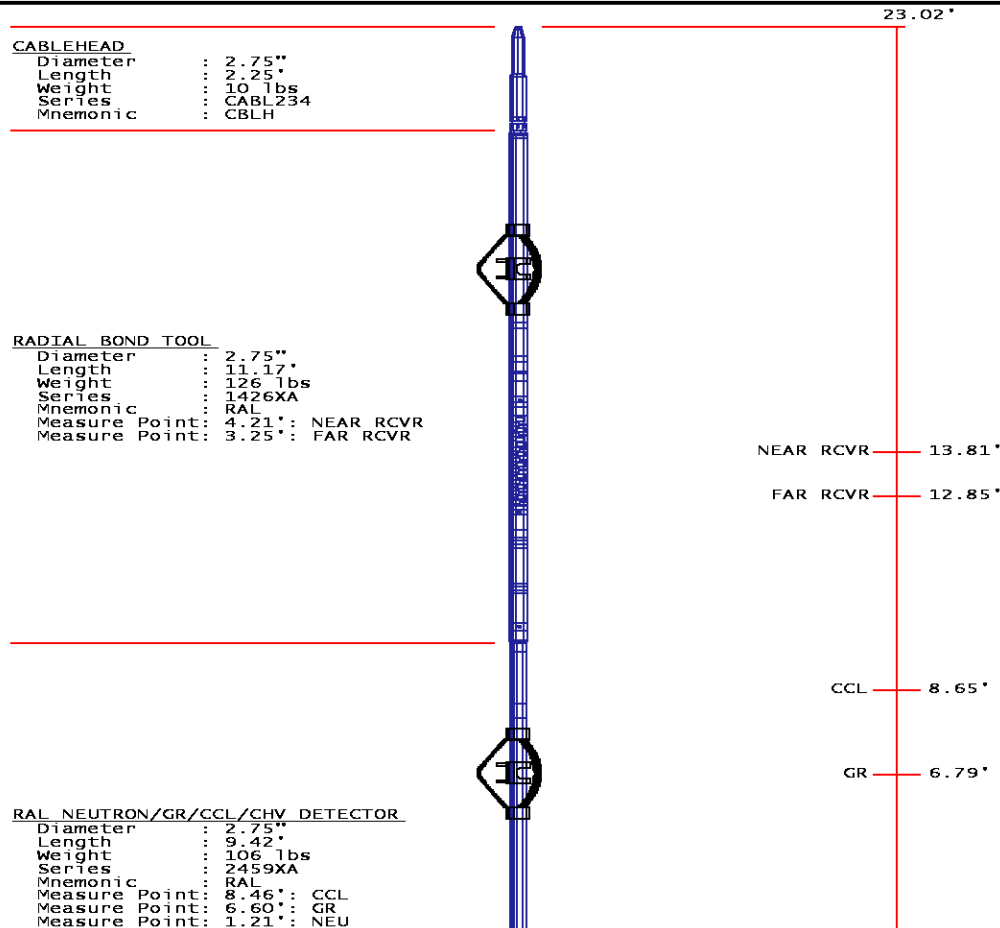 23.02'
CABLEHEAD
Diameter : 2.75"
Length : 2.25'
Weight : 10 lbs
Series : CABL234
Mnemonic : CBLH
RADIAL BOND TOOL
Diameter : 2.75"
Length : 11.17'
Weight : 126 lbs
Series : 1426XA
Mnemonic : RAL
Measure Point: 4.21': NEAR RCVR
Measure Point: 3.25': FAR RCVR
NEAR RCVR 13.81'
FAR RCVR 12.85'
CCL 8.65'
GR 6.79'
RAL NEUTRON/GR/CCL/CHV DETECTOR
Diameter : 2.75"
Length : 9.42'
Weight : 106 lbs
Series : 2459XA
Mnemonic : RAL
Measure Point: 8.46': CCL
Measure Point: 6.60': GR
Measure Point: 1.21': NEU